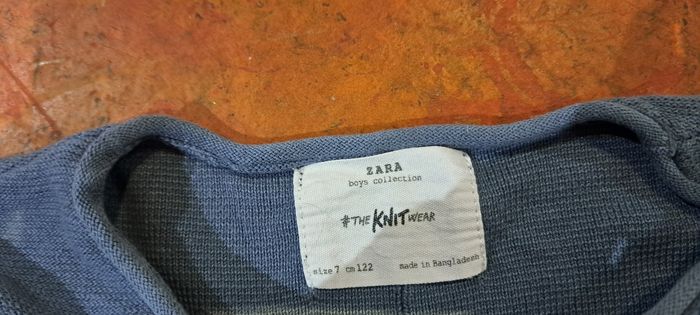 ZARA
boys collection
#THE KNIT WEAR
size 7 cm 122 made in Bangladesh